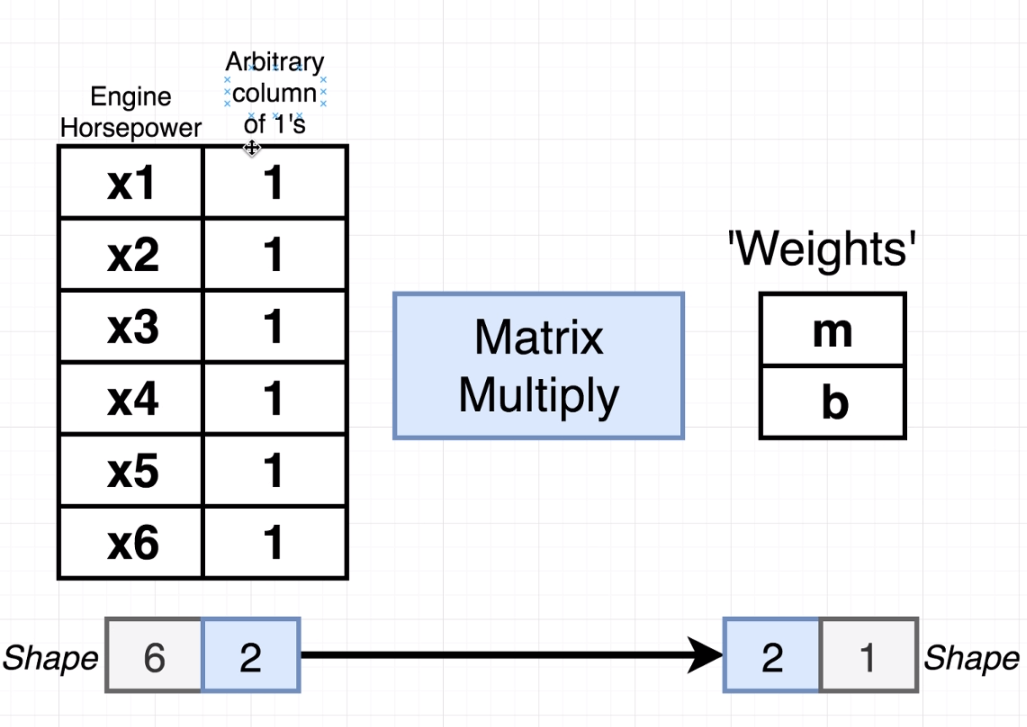 Arbitrary
column
of 1's
Engine
Horsepower
x1 1
x2 1
x3 1
x4 1
x5 1
x6 1
Matrix
Multiply
'Weights'
m
b
Shape 6 2
2 1 Shape